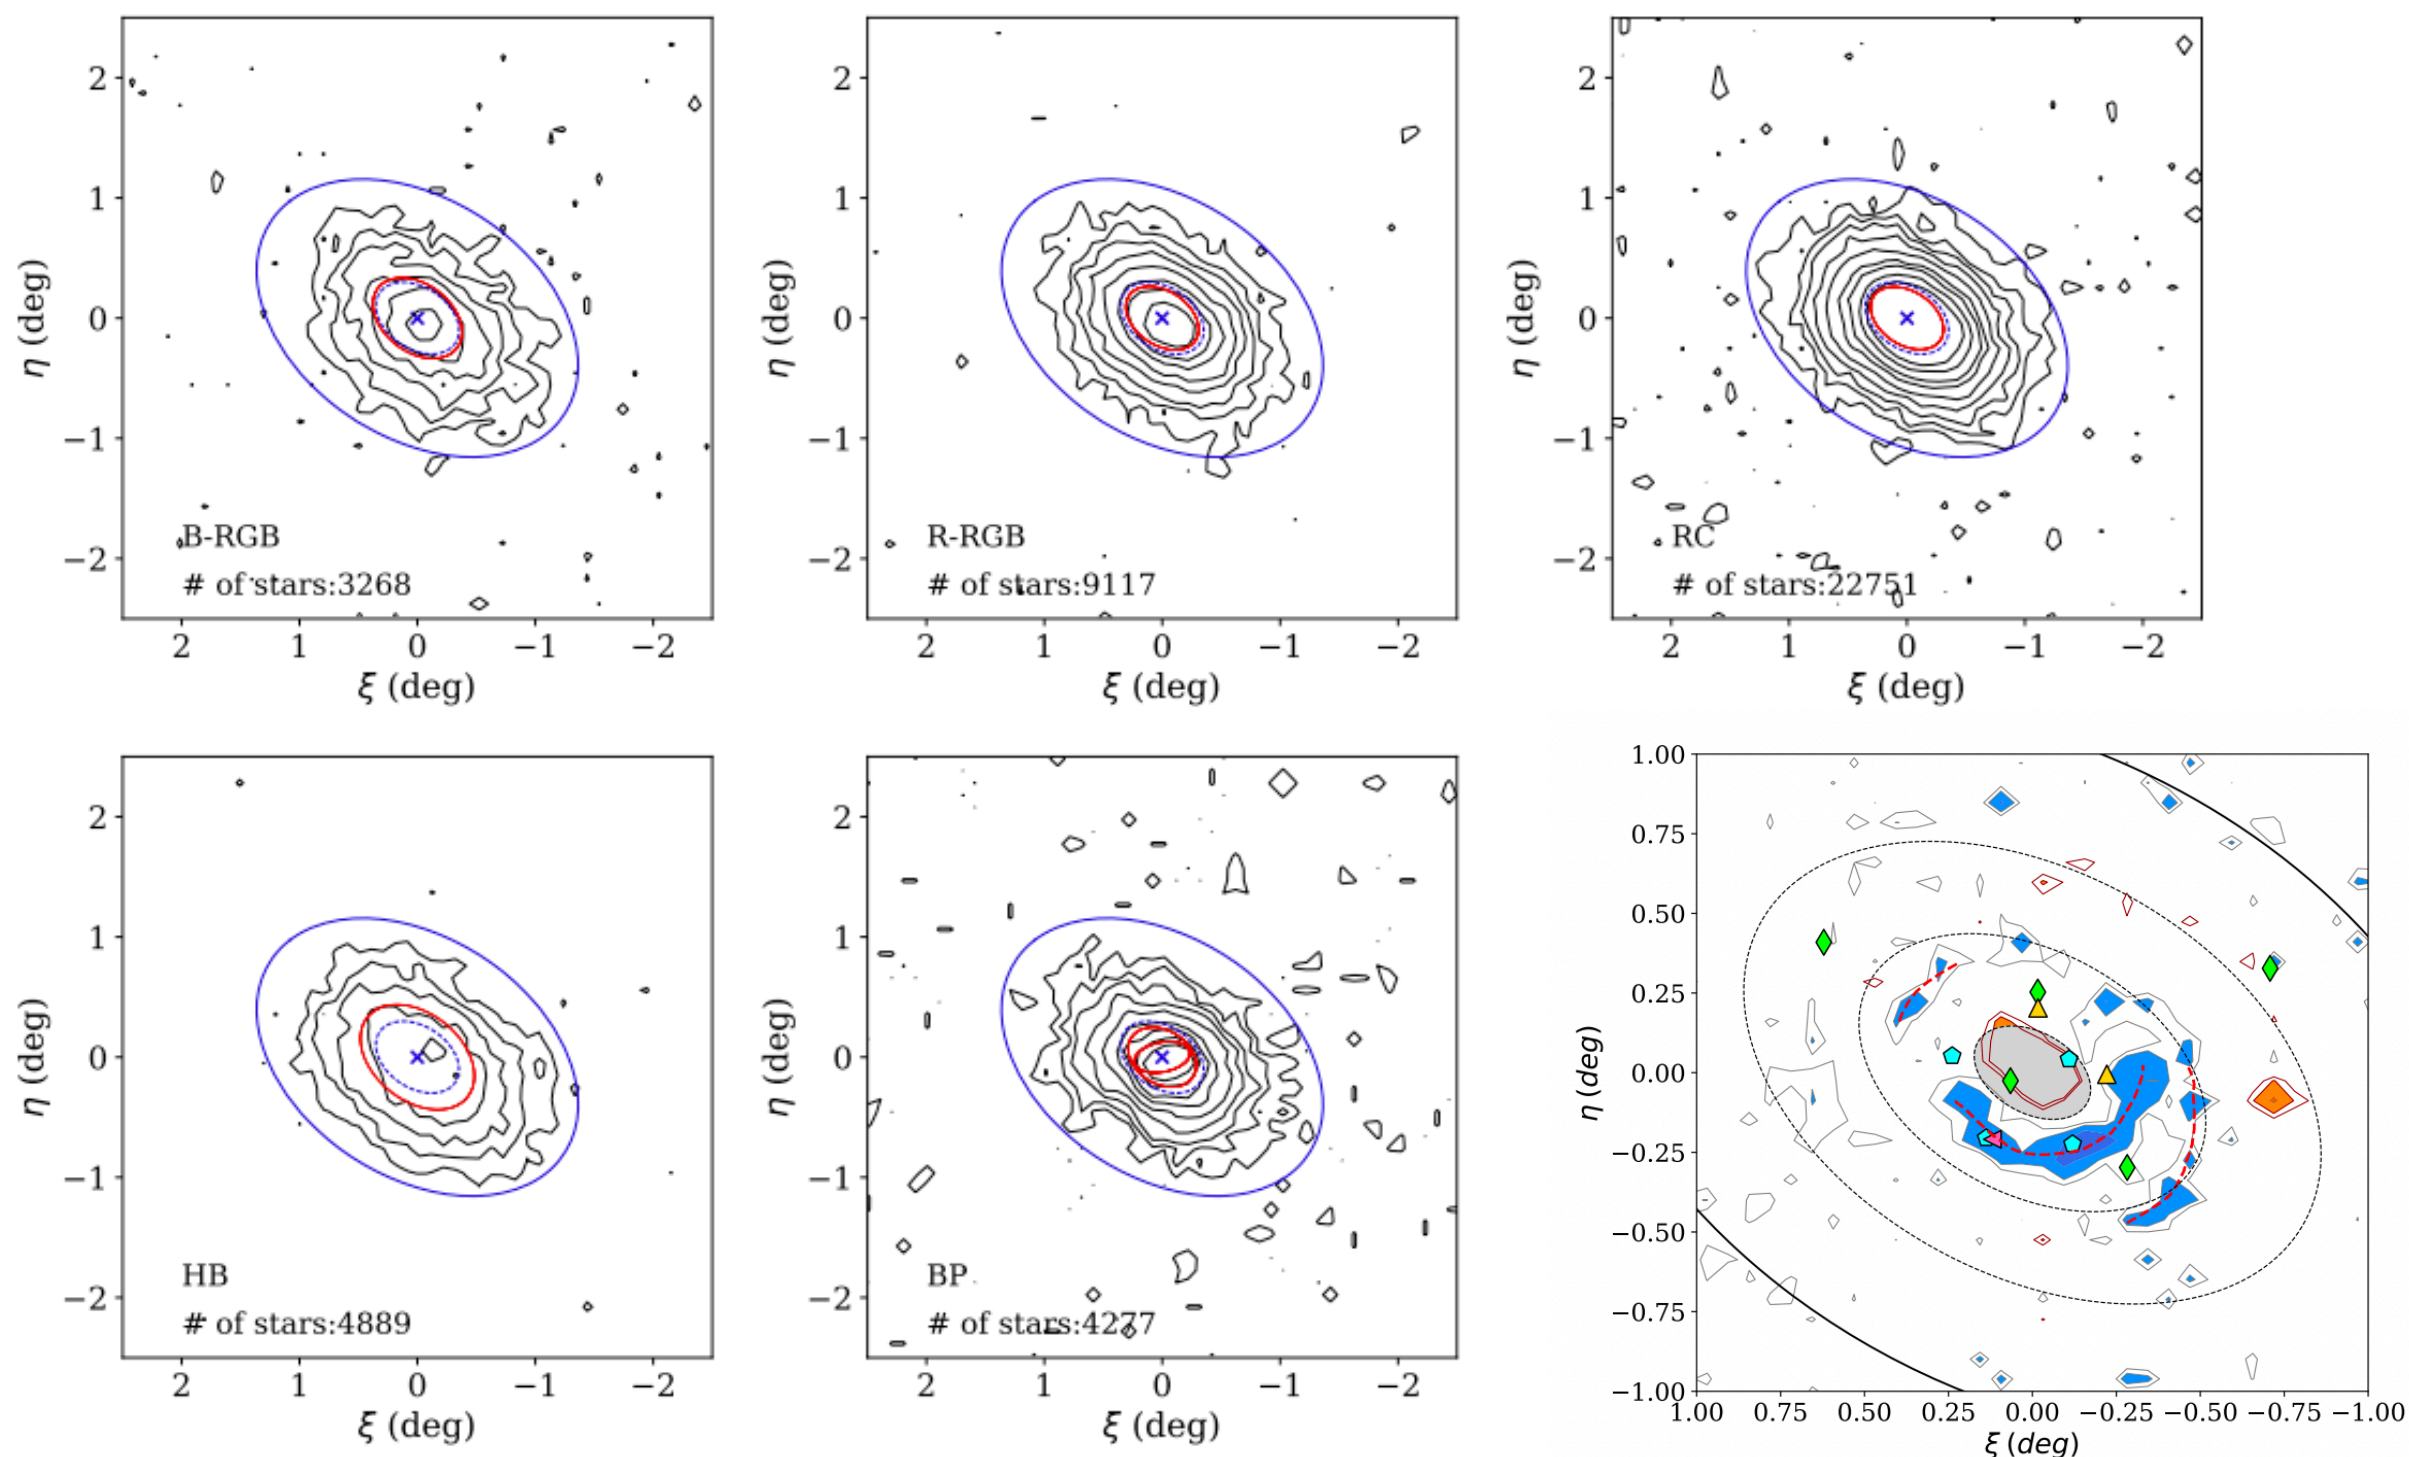 2
1
0
−1
−2
η (deg)
B-RGB
# of stars:3268
2 1 0 −1 −2
ξ (deg)
2
1
0
−1
−2
η (deg)
R-RGB
# of stars:9117
2 1 0 −1 −2
ξ (deg)
2
1
0
−1
−2
η (deg)
RC
# of stars:22751
2 1 0 −1 −2
ξ (deg)
2
1
0
−1
−2
η (deg)
HB
# of stars:4889
2 1 0 −1 −2
ξ (deg)
2
1
0
−1
−2
η (deg)
BP
# of stars:4277
2 1 0 −1 −2
ξ (deg)
1.00
0.75
0.50
0.25
0.00
−0.25
−0.50
−0.75
−1.00
η (deg)
1.00 0.75 0.50 0.25 0.00 −0.25 −0.50 −0.75 −1.00
ξ (deg)